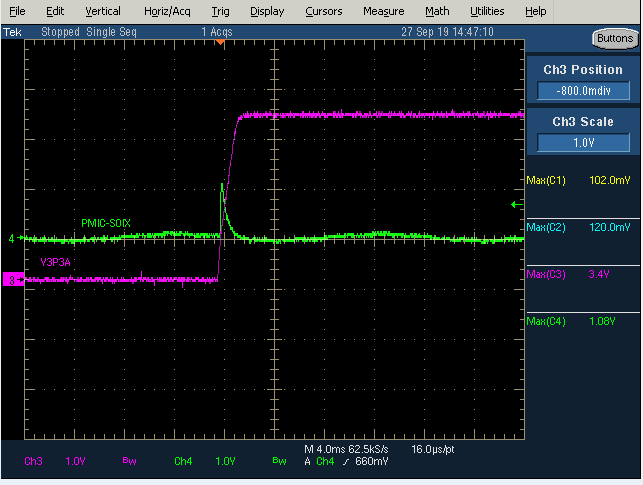 File Edit Vertical Horiz/Acq Trig Display Cursors Measure Math Utilities Help
Tek Stopped Single Seq 1 Acqs 27 Sep 19 14:47:10
Buttons
Ch3 Position
-800.0mdiv
Ch3 Scale
1.0V
Max(C1) 102.0mV
PMIC-S0IX
Max(C2) 120.0mV
4
V3P3A
Max(C3) 3.4V
3
Max(C4) 1.08V
M 4.0ms 62.5kS/s 16.0µs/pt
Ch3 1.0V BW Ch4 1.0V BW A Ch4 660mV